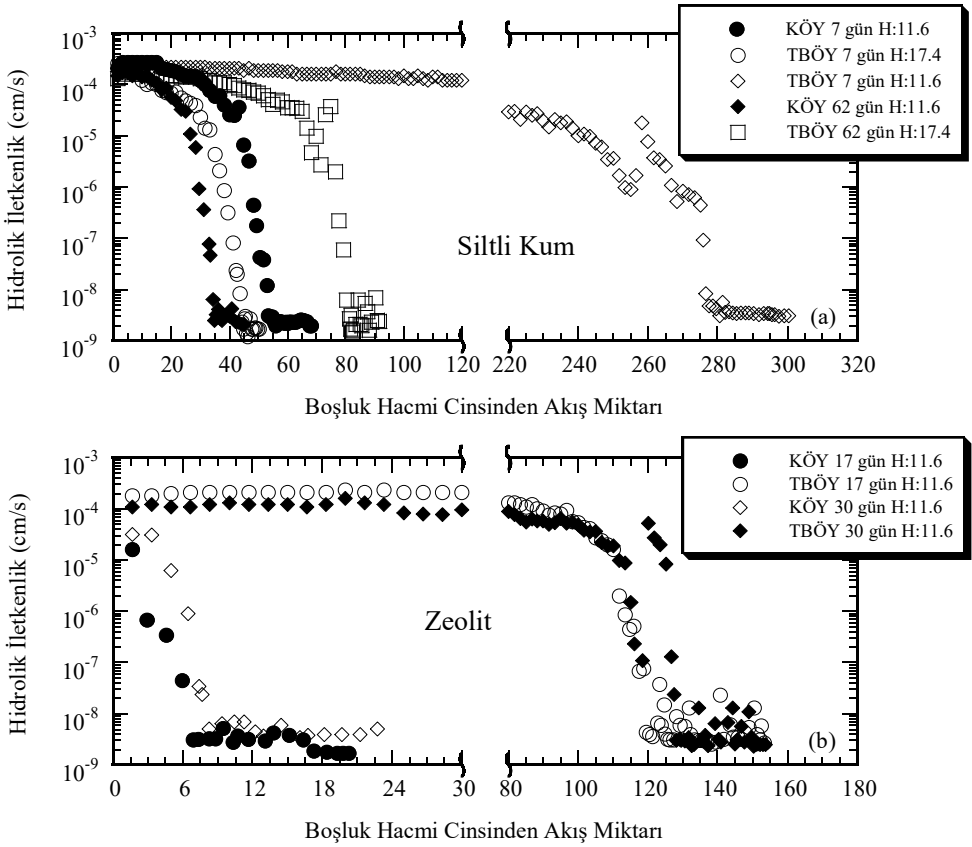 KÖY 7 gün H:11.6
TBÖY 7 gün H:17.4
TBÖY 7 gün H:11.6
KÖY 62 gün H:11.6
TBÖY 62 gün H:17.4
Hidrolik İletkenlik (cm/s)
10-3
10-4
10-5
10-6
10-7
10-8
10-9
Siltli Kum
(a)
0 20 40 60 80 100 120 220 240 260 280 300 320
Boşluk Hacmi Cinsinden Akış Miktarı
KÖY 17 gün H:11.6
TBÖY 17 gün H:11.6
KÖY 30 gün H:11.6
TBÖY 30 gün H:11.6
Hidrolik İletkenlik (cm/s)
10-3
10-4
10-5
10-6
10-7
10-8
10-9
Zeolit
(b)
0 6 12 18 20 30 80 100 120 140 160 180
Boşluk Hacmi Cinsinden Akış Miktarı